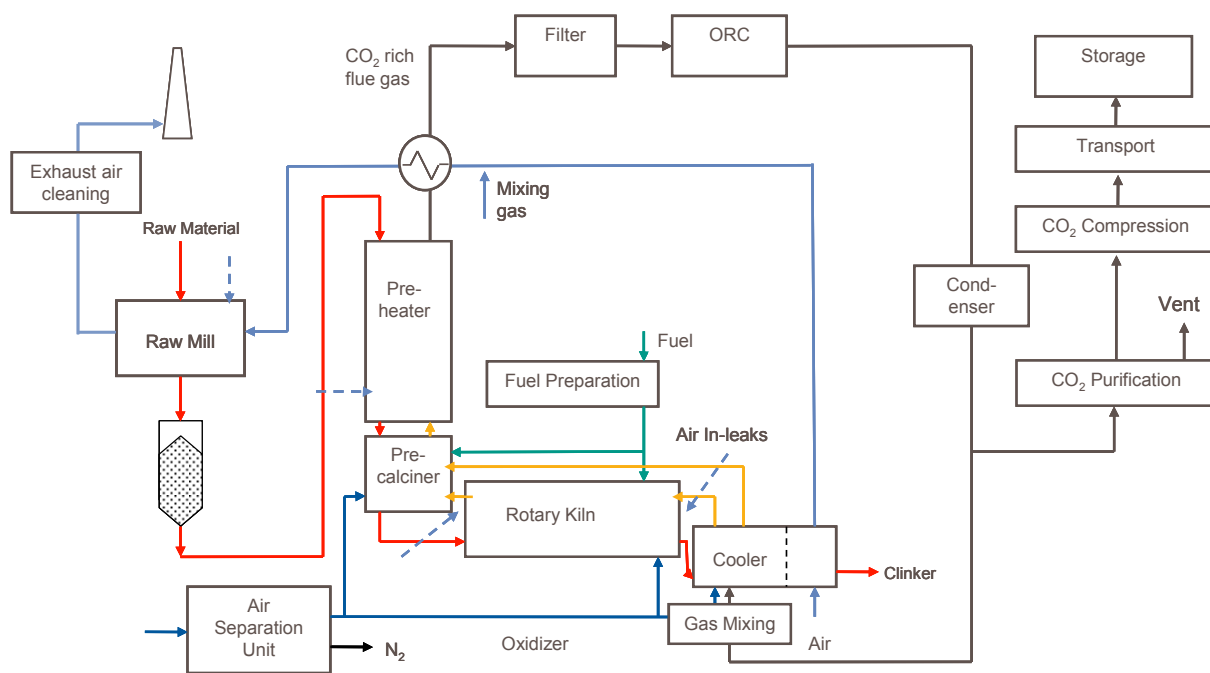 Filter
ORC
CO₂ rich
flue gas
Storage
Transport
Exhaust air
cleaning
Mixing
gas
Raw Material
CO₂ Compression
Pre-
heater
Cond-
enser
Vent
Raw Mill
Fuel
Fuel Preparation
CO₂ Purification
Air In-leaks
Pre-
calciner
Rotary Kiln
Cooler
Clinker
Air
Separation
Unit
Gas Mixing
N₂
Oxidizer
Air